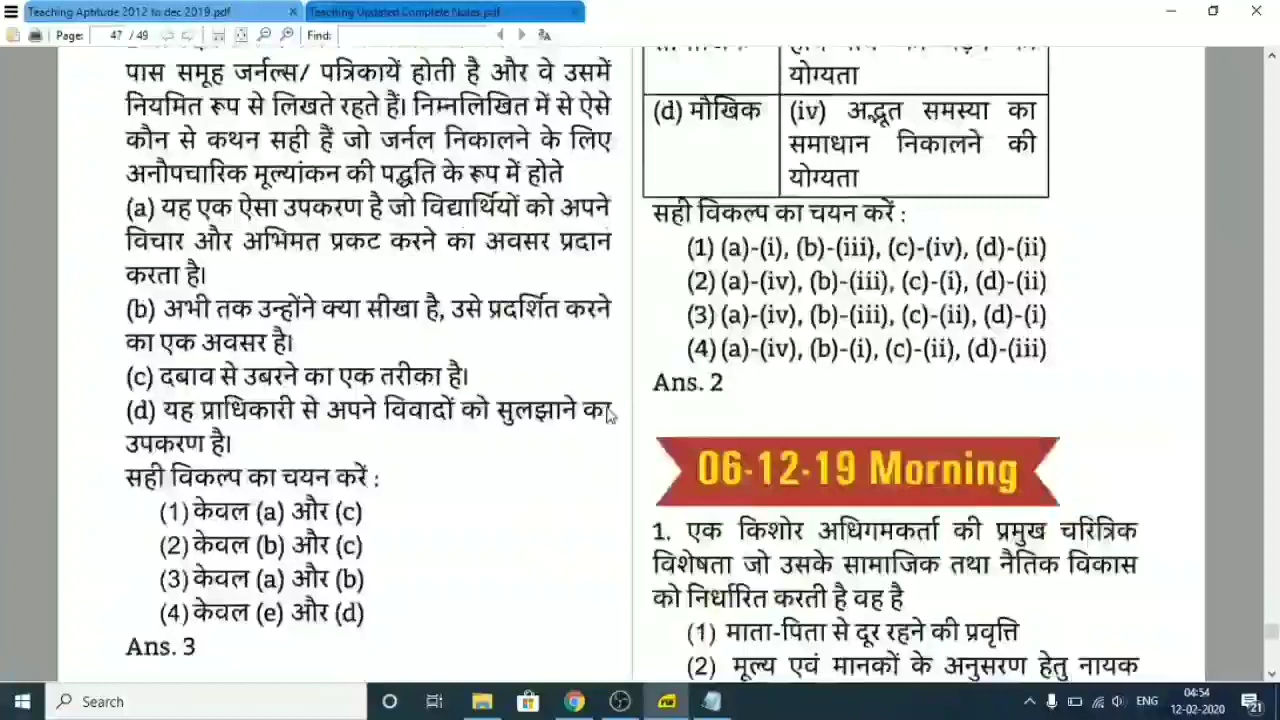 Teaching Aptitude 2012 to dec 2019.pdf
Teaching Updated Complete Notes.pdf
Page: 47 / 49
Find:
पास समूह जर्नल्स/ पत्रिकायें होती है और वे उसमें
नियमित रूप से लिखते रहते हैं। निम्नलिखित में से ऐसे
कौन से कथन सही हैं जो जर्नल निकालने के लिए
अनौपचारिक मूल्यांकन की पद्धति के रूप में होते
(a) यह एक ऐसा उपकरण है जो विद्यार्थियों को अपने
विचार और अभिमत प्रकट करने का अवसर प्रदान
करता है।
(b) अभी तक उन्होंने क्या सीखा है, उसे प्रदर्शित करने
का एक अवसर है।
(c) दबाव से उबरने का एक तरीका है।
(d) यह प्राधिकारी से अपने विवादों को सुलझाने का
उपकरण है।
सही विकल्प का चयन करें :
(1) केवल (a) और (c)
(2) केवल (b) और (c)
(3) केवल (a) और (b)
(4) केवल (e) और (d)
Ans. 3
योग्यता
(d) मौखिक
(iv) अद्भूत समस्या का
समाधान निकालने की
योग्यता
सही विकल्प का चयन करें :
(1) (a)-(i), (b)-(iii), (c)-(iv), (d)-(ii)
(2) (a)-(iv), (b)-(iii), (c)-(i), (d)-(ii)
(3) (a)-(iv), (b)-(iii), (c)-(ii), (d)-(i)
(4) (a)-(iv), (b)-(i), (c)-(ii), (d)-(iii)
Ans. 2
06-12-19 Morning
1. एक किशोर अधिगमकर्ता की प्रमुख चरित्रिक
विशेषता जो उसके सामाजिक तथा नैतिक विकास
को निर्धारित करती है वह है
(1) माता-पिता से दूर रहने की प्रवृत्ति
(2) मूल्य एवं मानकों के अनुसरण हेतु नायक
Search
ENG
04:54
12-02-2020
21